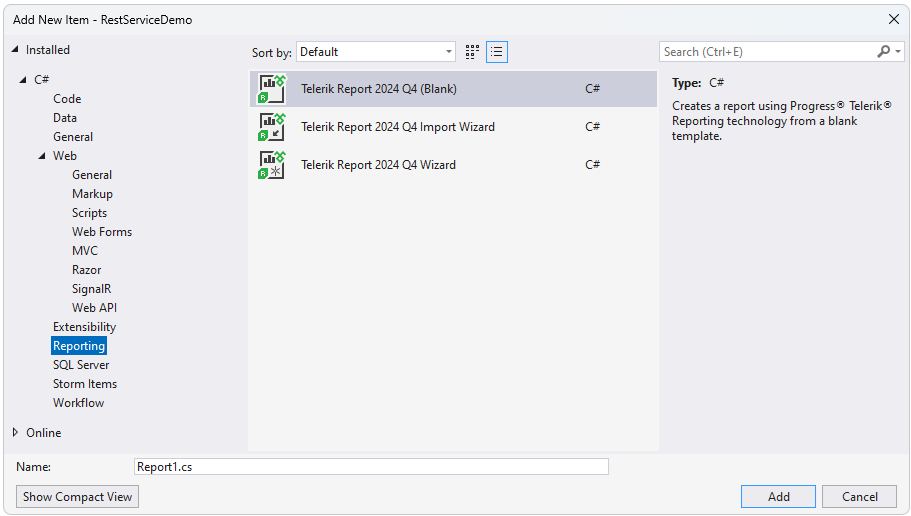 Add New Item - RestServiceDemo
Installed
C#
Code
Data
General
Web
General
Markup
Scripts
Web Forms
MVC
Razor
SignalR
Web API
Extensibility
Reporting
SQL Server
Storm Items
Workflow
Online
Sort by: Default
Telerik Report 2024 Q4 (Blank) C#
Telerik Report 2024 Q4 Import Wizard C#
Telerik Report 2024 Q4 Wizard C#
Search (Ctrl+E)
Type: C#
Creates a report using Progress® Telerik®
Reporting technology from a blank
template.
Name: Report1.cs
Show Compact View
Add
Cancel